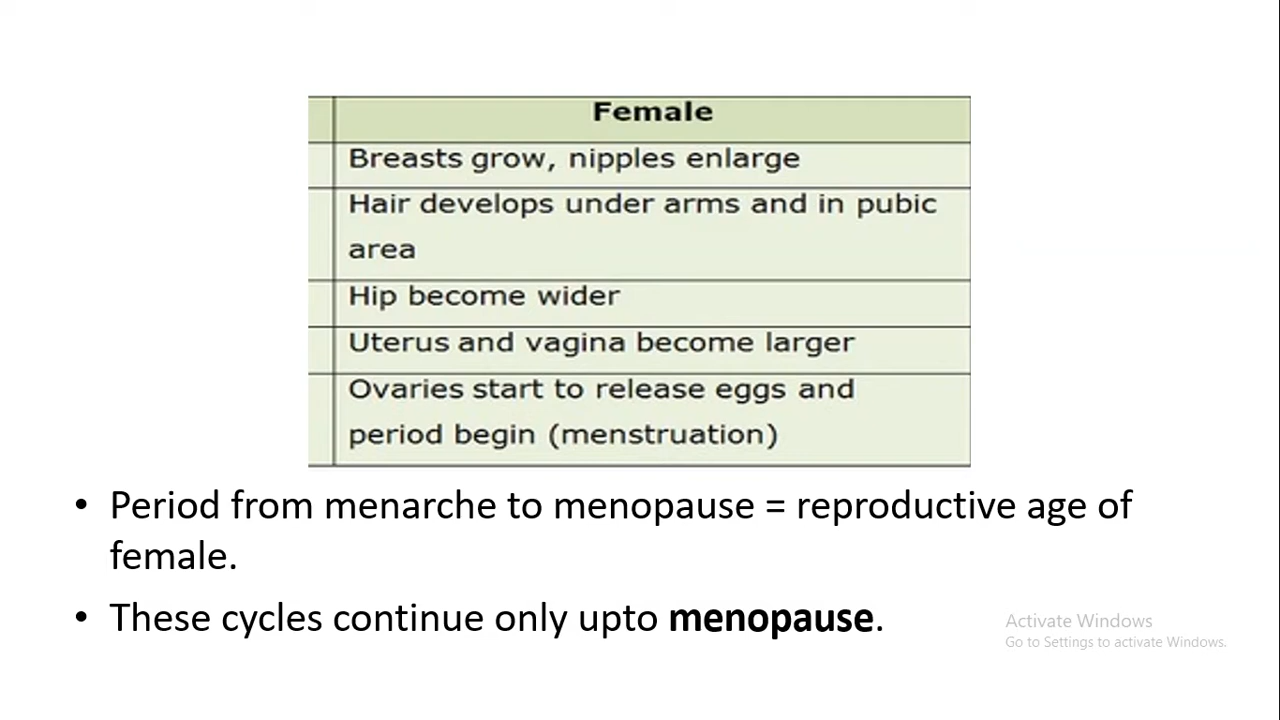 Female
Breasts grow, nipples enlarge
Hair develops under arms and in pubic
area
Hip become wider
Uterus and vagina become larger
Ovaries start to release eggs and
period begin (menstruation)
• Period from menarche to menopause = reproductive age of
female.
• These cycles continue only upto menopause.
Activate Windows
Go to Settings to activate Windows.